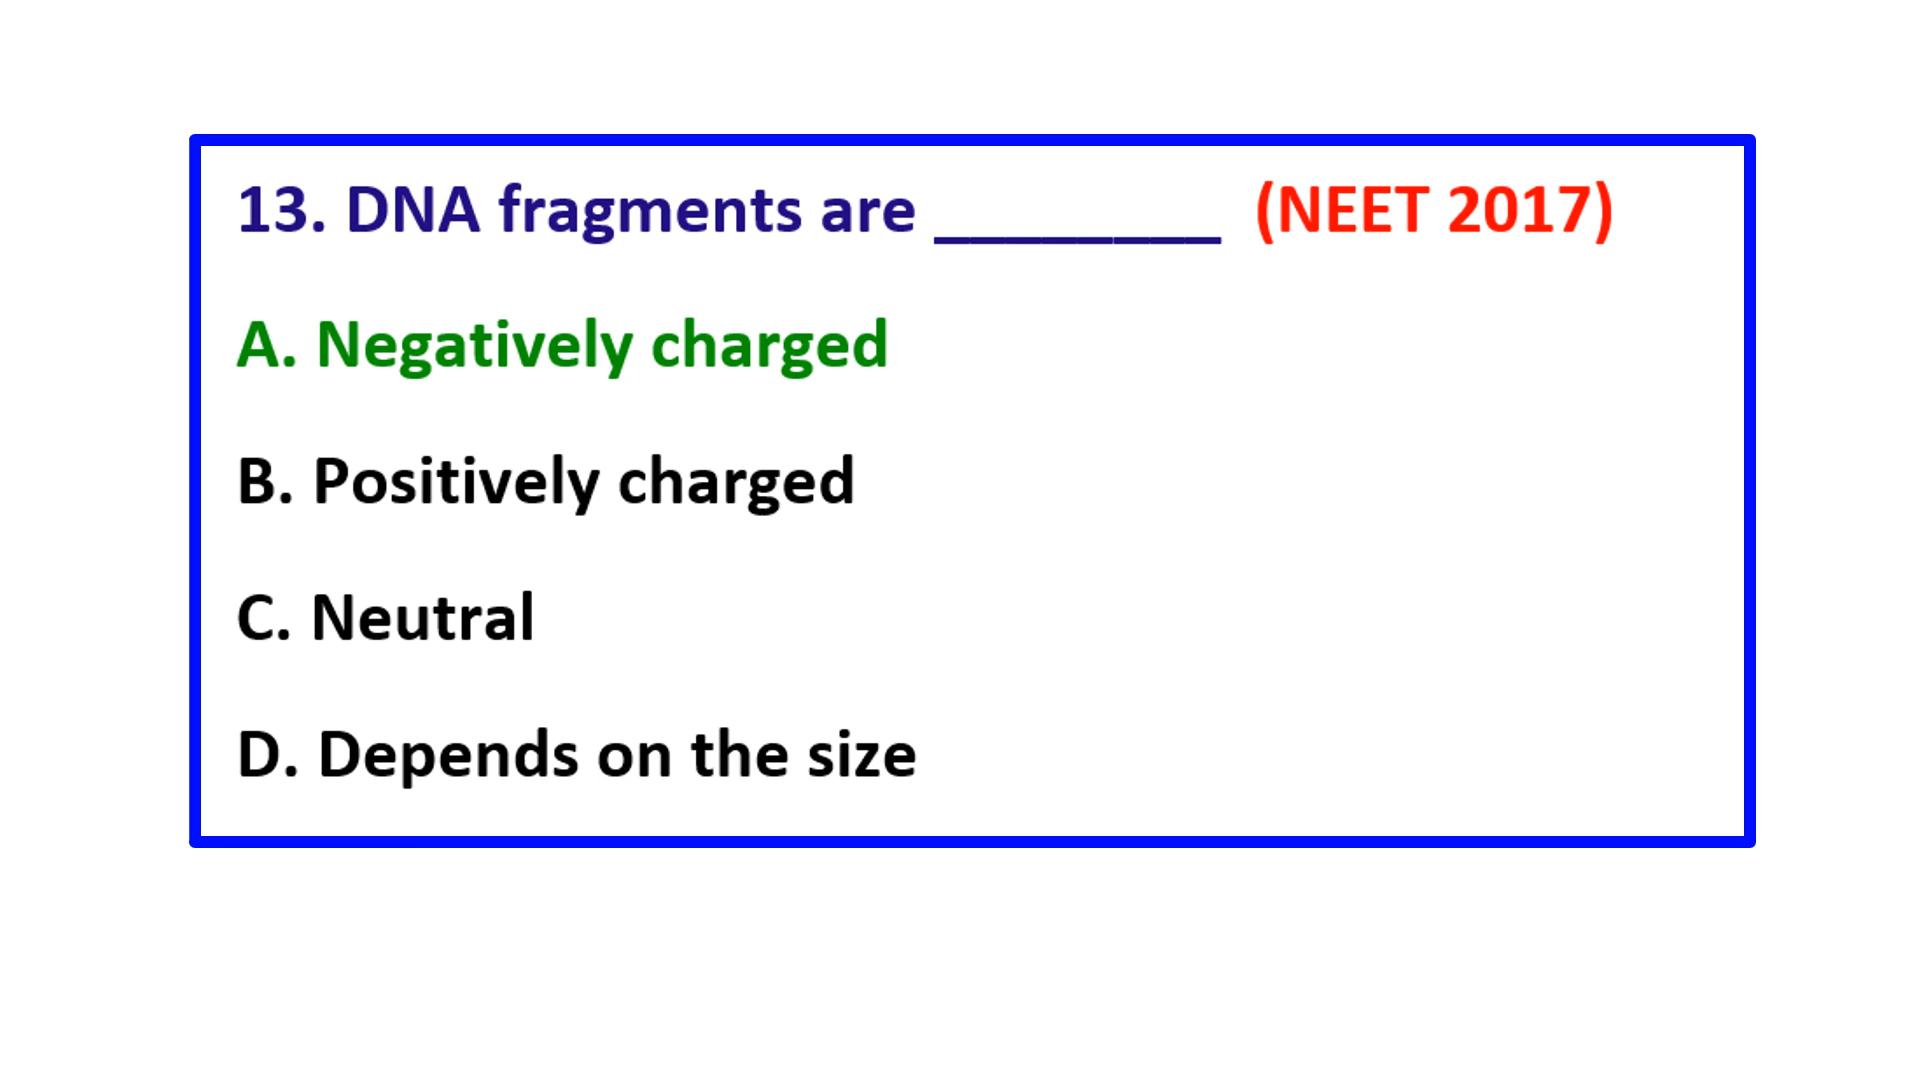 13. DNA fragments are ________ (NEET 2017)
A. Negatively charged
B. Positively charged
C. Neutral
D. Depends on the size